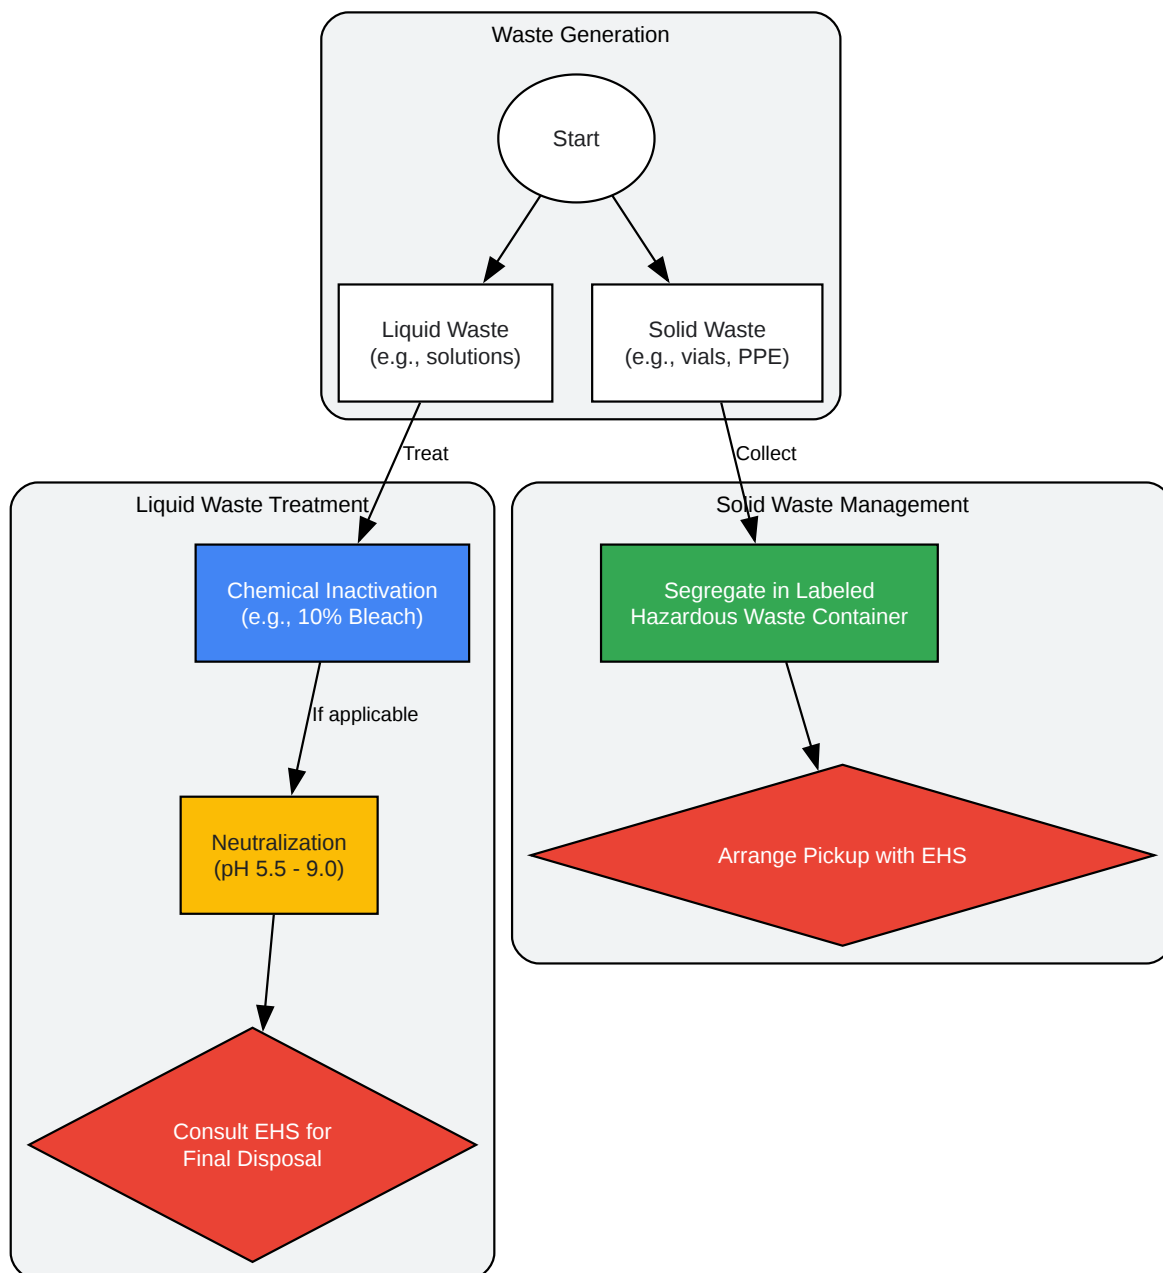 Waste Generation
Start
Liquid Waste
(e.g., solutions)
Solid Waste
(e.g., vials, PPE)
Treat
Collect
Liquid Waste Treatment
Chemical Inactivation
(e.g., 10% Bleach)
If applicable
Neutralization
(pH 5.5 - 9.0)
Consult EHS for
Final Disposal
Solid Waste Management
Segregate in Labeled
Hazardous Waste Container
Arrange Pickup with EHS